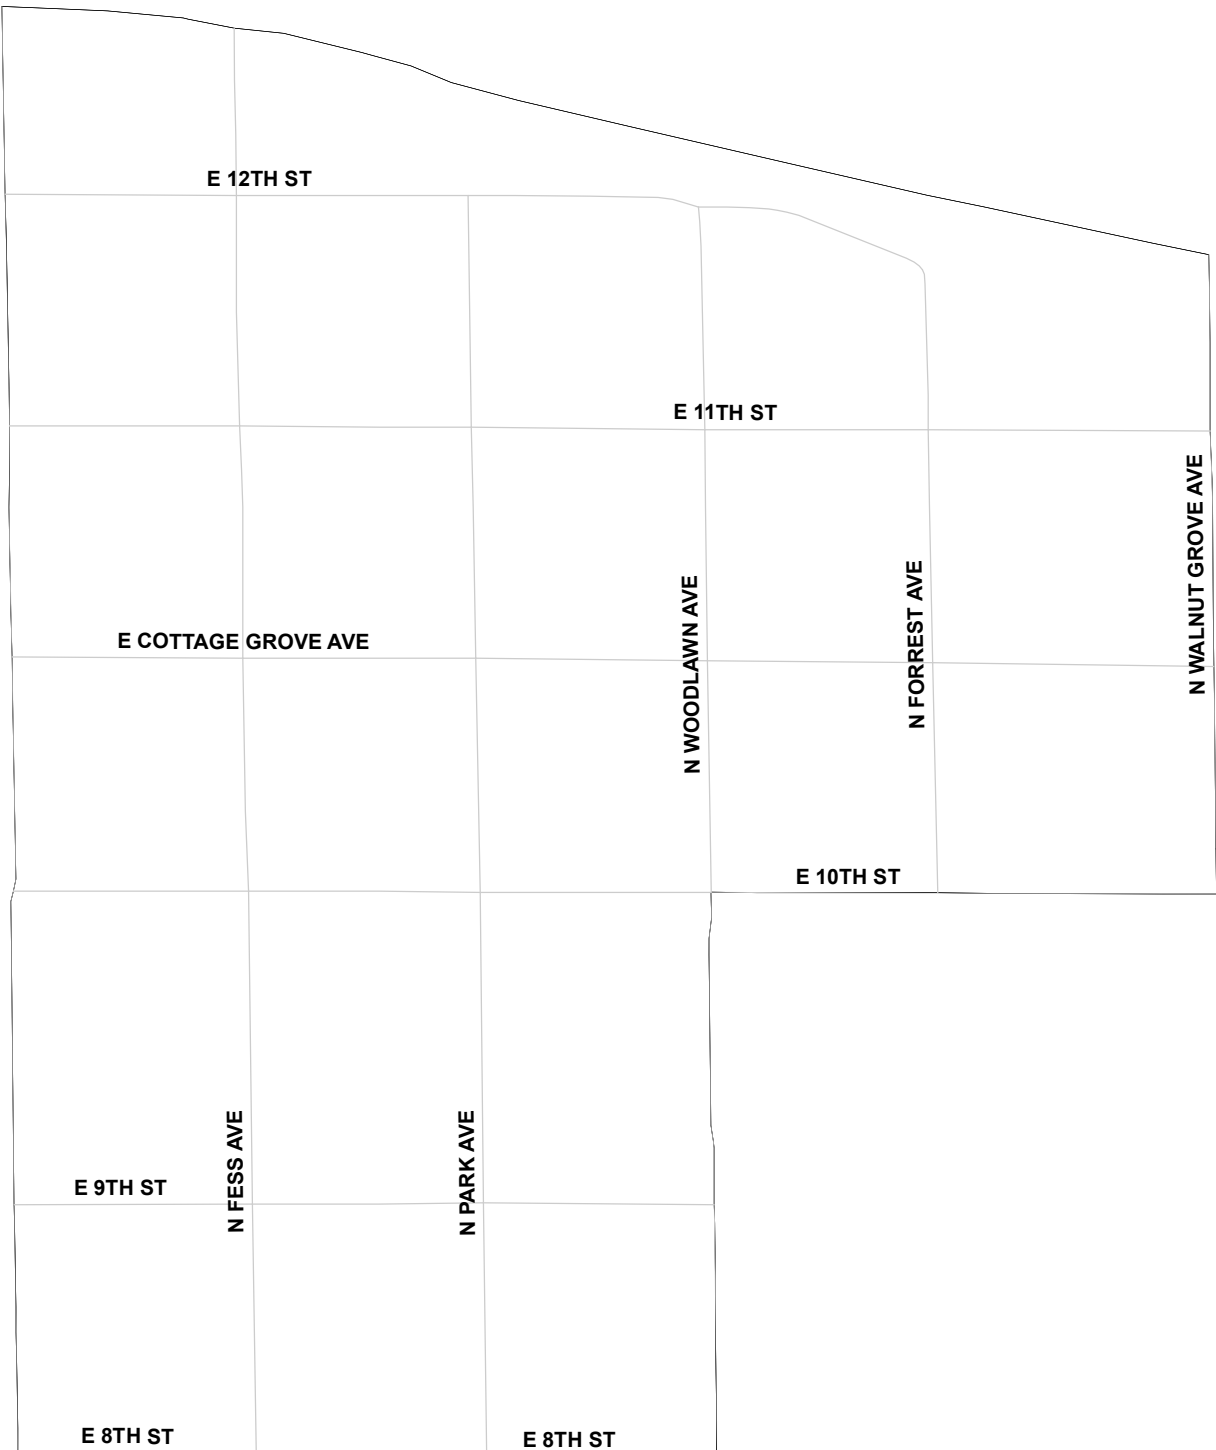 E 12TH ST
E 11TH ST
N WALNUT GROVE AVE
N FORREST AVE
N WOODLAWN AVE
E COTTAGE GROVE AVE
E 10TH ST
N FESS AVE
N PARK AVE
E 9TH ST
E 8TH ST
E 8TH ST